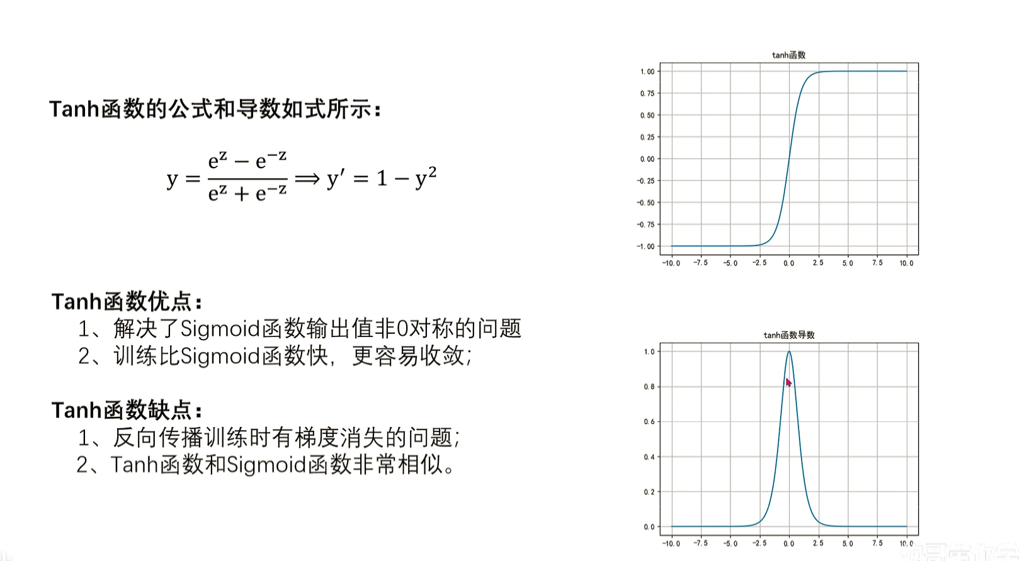 Tanh函数的公式和导数如式所示：
y = (e^z − e^−z)/(e^z + e^−z) ⟹ y′ = 1 − y²
Tanh函数优点：
1、解决了Sigmoid函数输出值非0对称的问题
2、训练比Sigmoid函数快，更容易收敛；
Tanh函数缺点：
1、反向传播训练时有梯度消失的问题；
2、Tanh函数和Sigmoid函数非常相似。
tanh函数
1.00
0.75
0.50
0.25
0.00
-0.25
-0.50
-0.75
-1.00
-10.0 -7.5 -5.0 -2.5 0.0 2.5 5.0 7.5 10.0
tanh函数导数
1.0
0.8
0.6
0.4
0.2
0.0
-10.0 -7.5 -5.0 -2.5 0.0 2.5 5.0 7.5 10.0